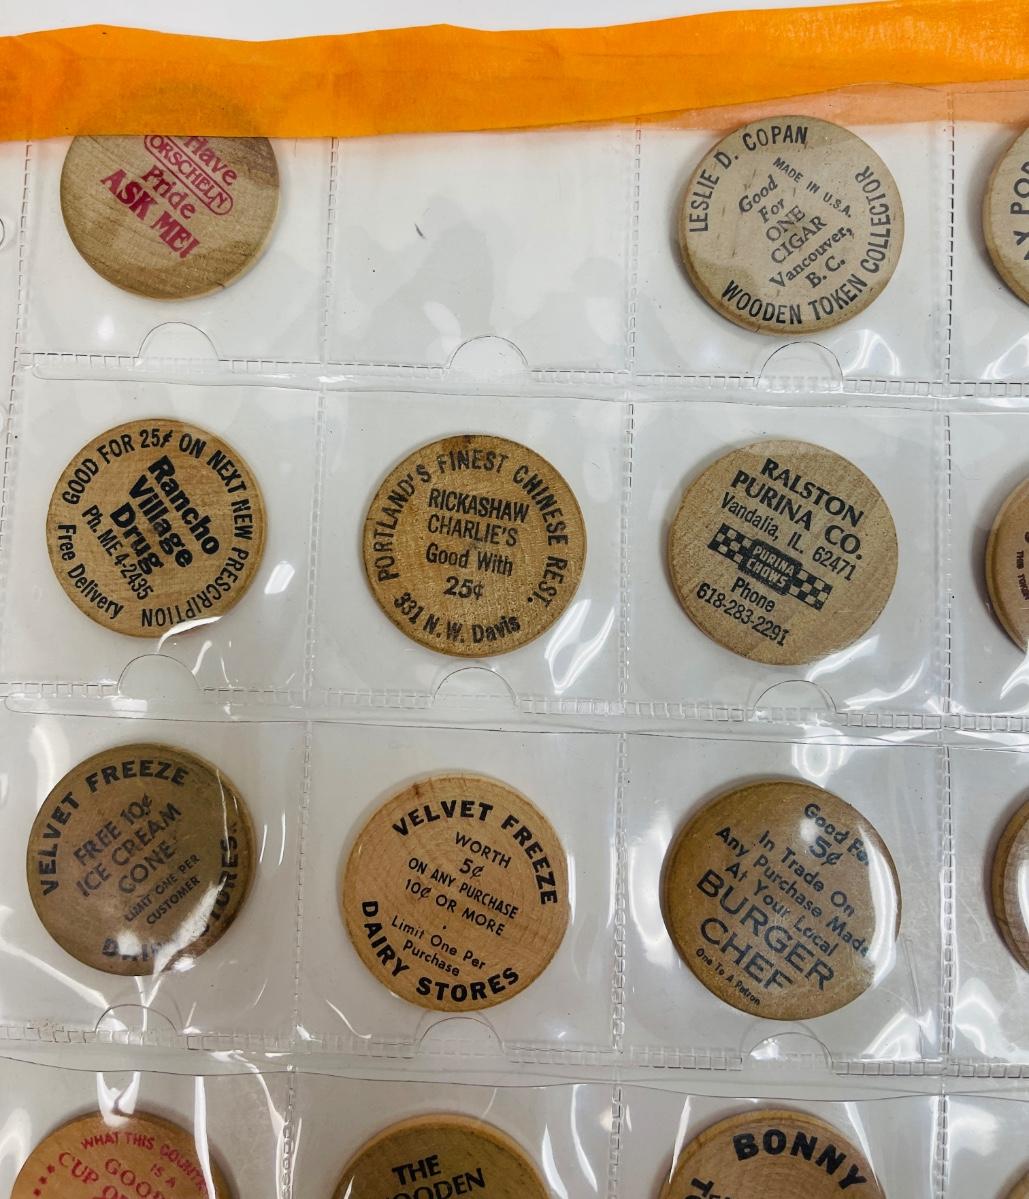 Have
ORSCHELN
Pride
ASK ME!
LESLIE D. COPAN
MADE IN U.S.A.
Good
For
ONE
CIGAR
Vancouver,
B. C.
WOODEN TOKEN COLLECTOR
GOOD FOR 25¢ ON NEXT NEW PRESCRIPTION
Rancho
Village
Drug
Ph. ME 4-2435
Free Delivery
PORTLAND'S FINEST CHINESE REST.
RICKASHAW
CHARLIE'S
Good With
25¢
331 N.W. Davis
RALSTON
PURINA CO.
Vandalia, IL 62471
PURINA
CHOWS
Phone
618-283-2291
VELVET FREEZE
FREE 10¢
ICE CREAM
CONE
LIMIT ONE PER
CUSTOMER
VELVET FREEZE
WORTH
5¢
ON ANY PURCHASE
10¢ OR MORE
Limit One Per
Purchase
DAIRY STORES
Good
5¢
In Trade On
Any Purchase Made
At Your Local
BURGER
CHEF
One To A Patron
WHAT THIS
IS A
GOOD
CUP
THE
BONNY